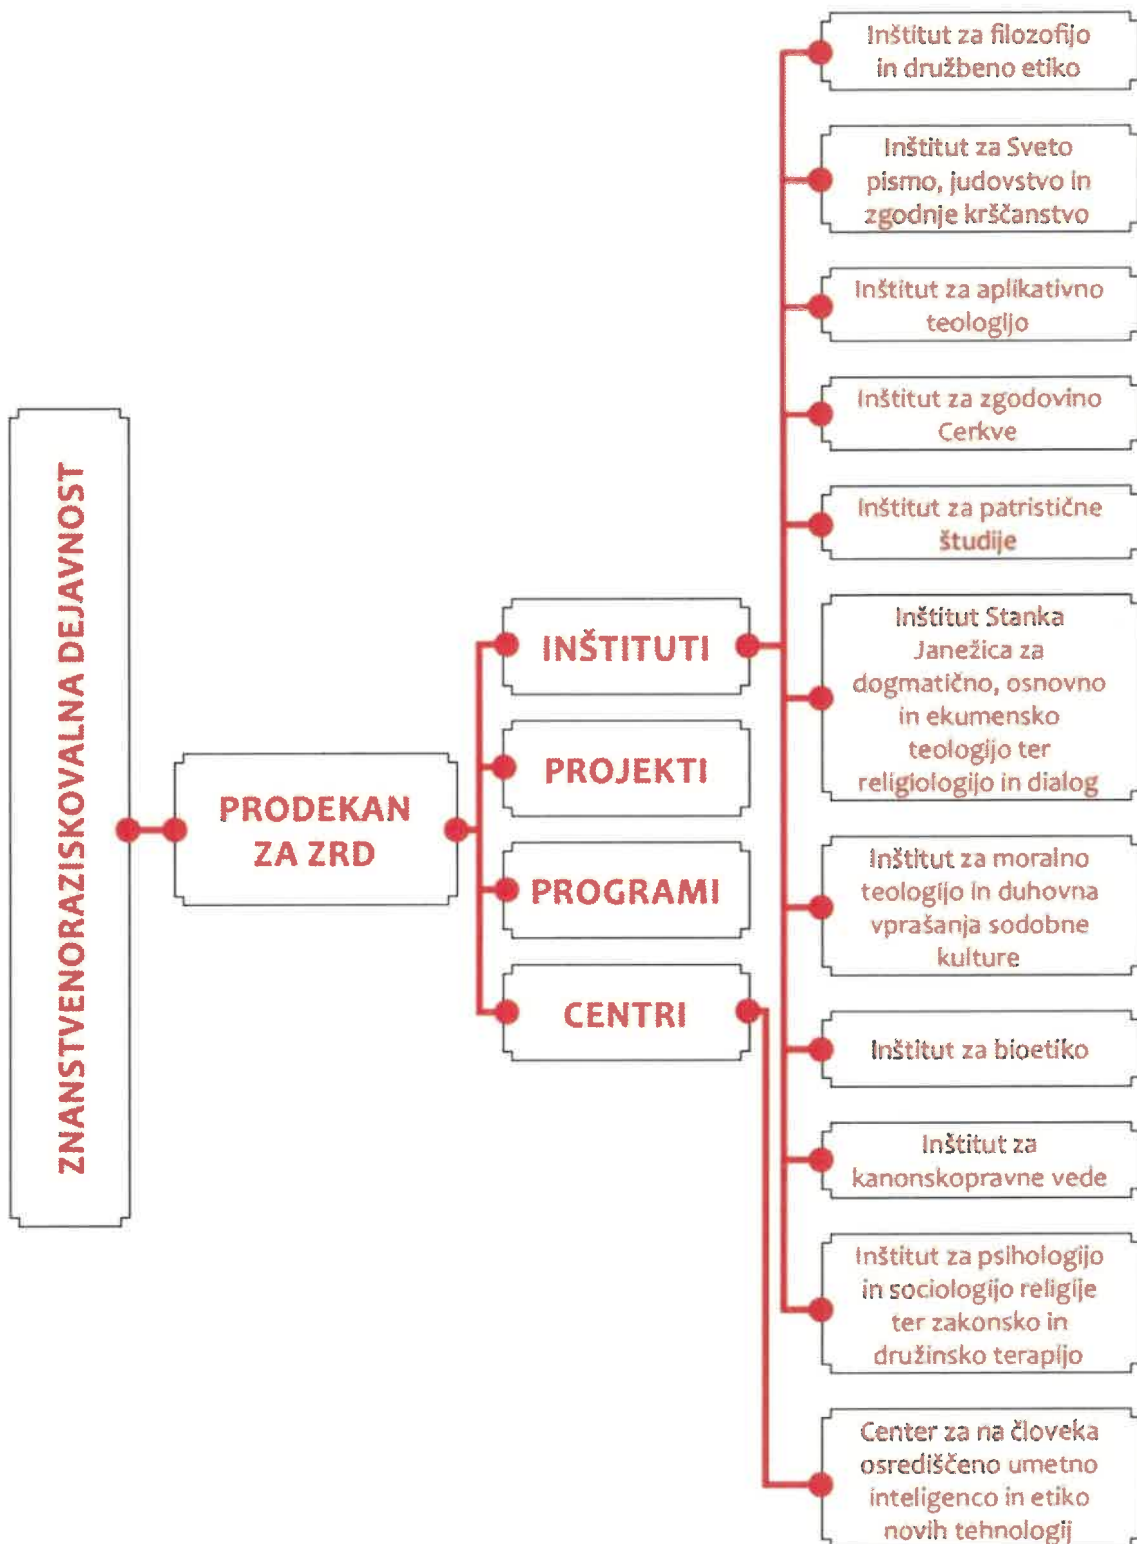 ZNANSTVENORAZISKOVALNA DEJAVNOST
PRODEKAN
ZA ZRD
INŠTITUTI
PROJEKTI
PROGRAMI
CENTRI
Inštitut za filozofijo
in družbeno etiko
Inštitut za Sveto
pismo, judovstvo in
zgodnje krščanstvo
Inštitut za aplikativno
teologijo
Inštitut za zgodovino
Cerkve
Inštitut za patristične
študije
Inštitut Stanka
Janežica za
dogmatično, osnovno
in ekumensko
teologijo ter
religiologijo in dialog
Inštitut za moralno
teologijo in duhovna
vprašanja sodobne
kulture
Inštitut za bioetiko
Inštitut za
kanonskopravne vede
Inštitut za psihologijo
in sociologijo religije
ter zakonsko in
družinsko terapijo
Center za na človeka
osrediščeno umetno
inteligenco in etiko
novih tehnologij